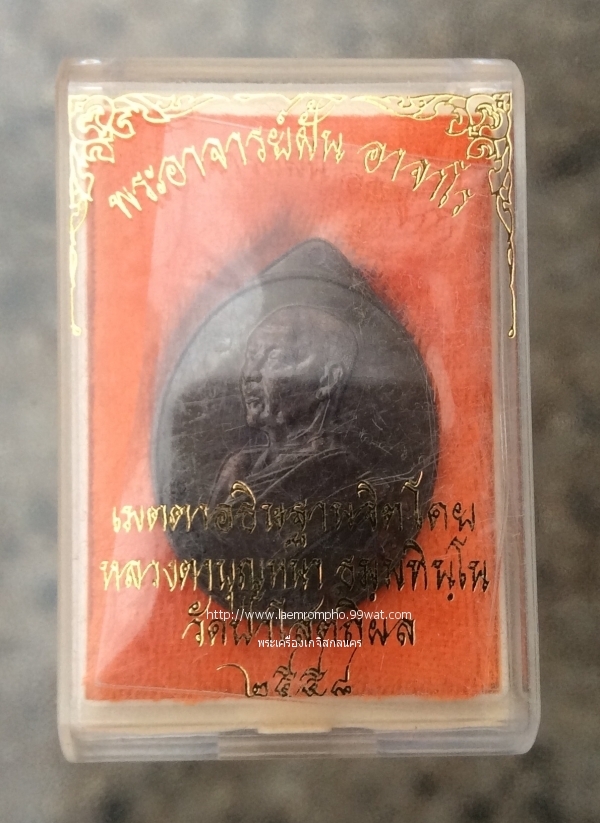 พระอาจารย์ฝั้น อาจาโร
เมตตาอธิษฐานจิตโดย
หลวงตาบุญหนา ธมฺมทินฺโน
http://www.laemrompho.99wat.com
วัดป่าโสตถิผล
พระเครื่องเกจิสกลนคร
๒๕๕๘